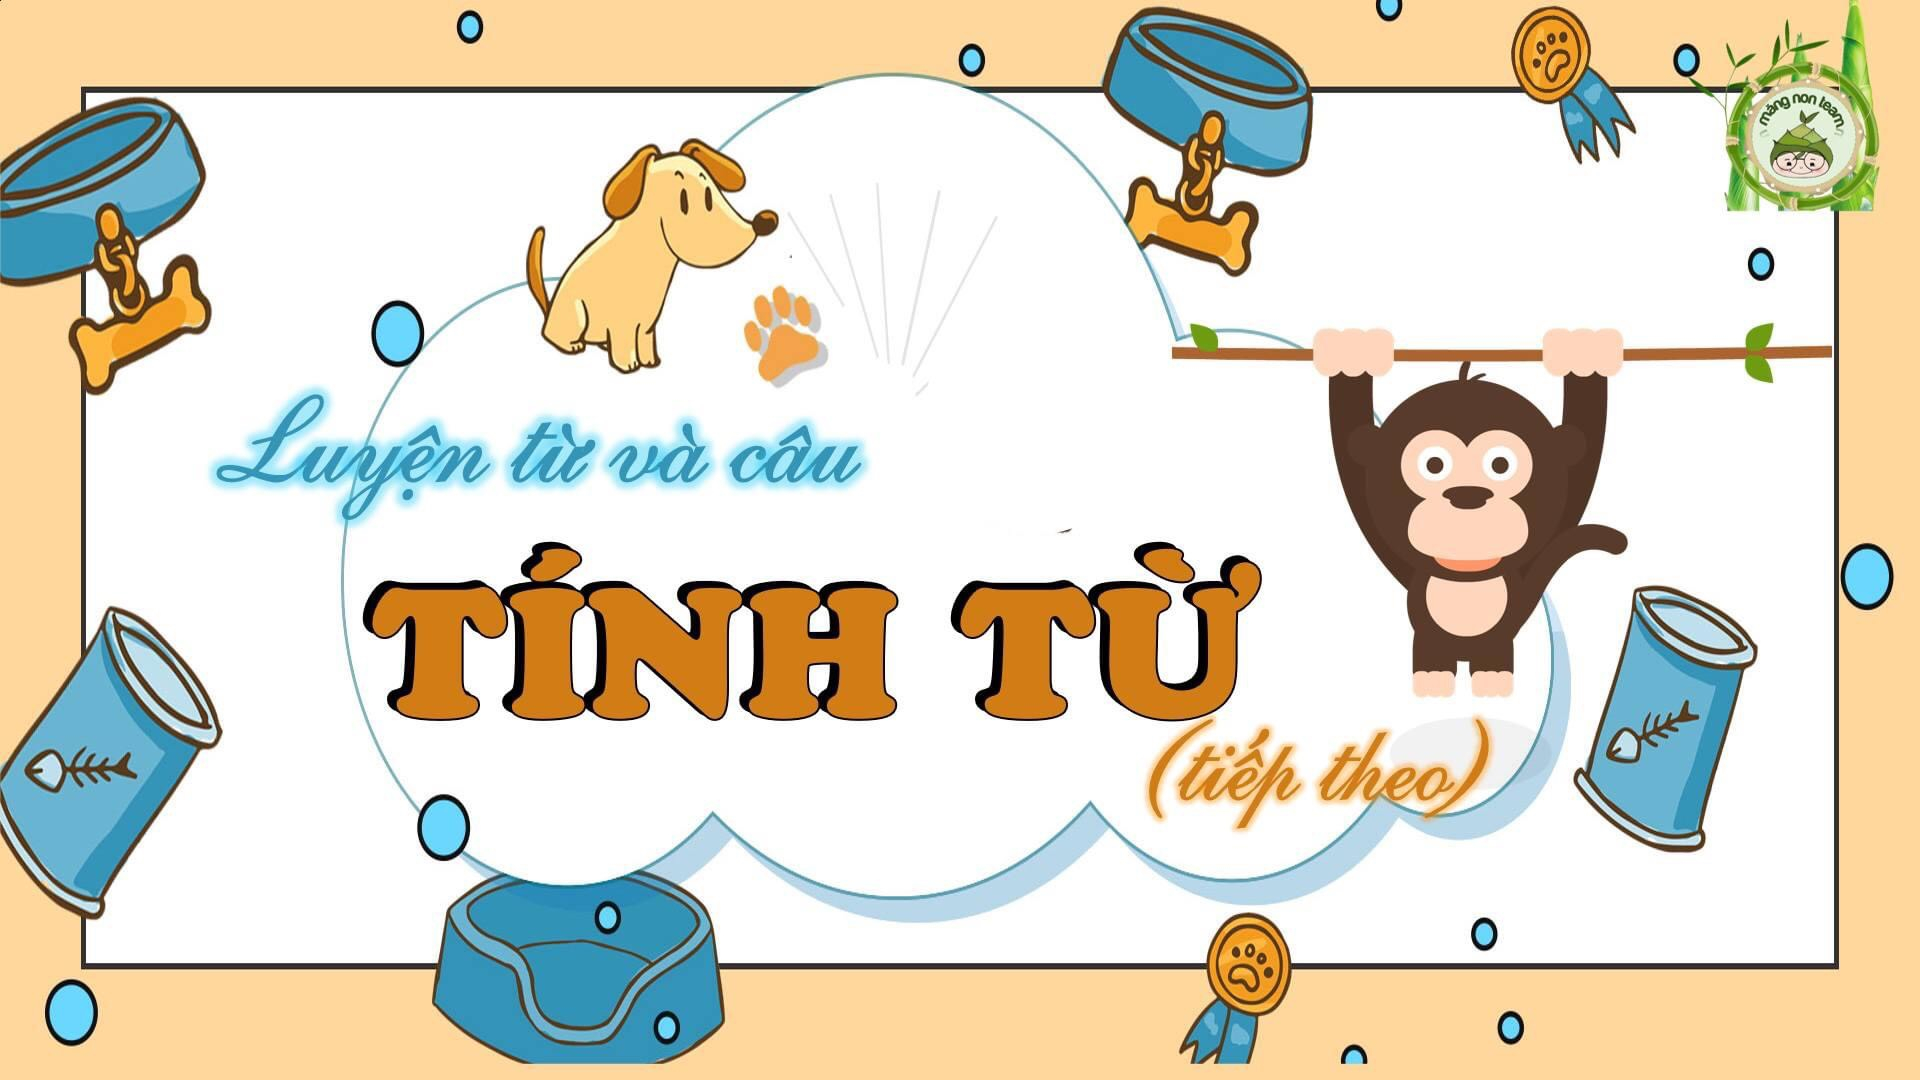 măng non team
Luyện từ và câu
TÍNH TỪ
(tiếp theo)